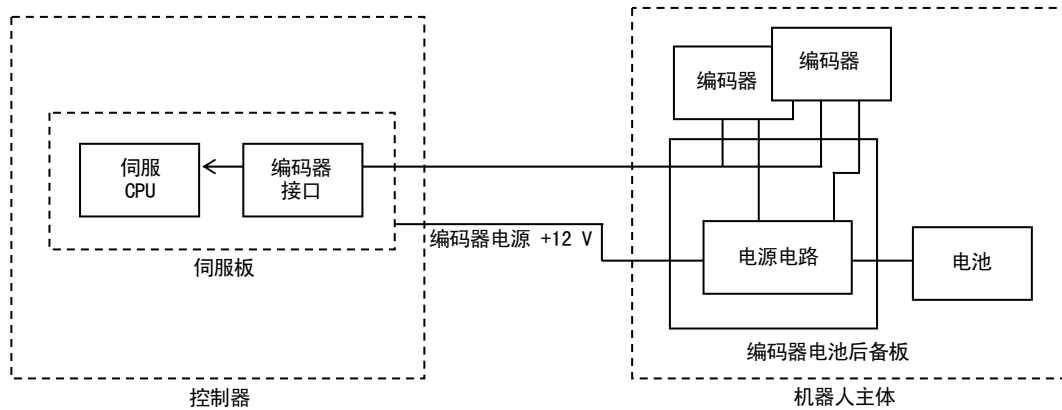 编码器
编码器
伺服
CPU
编码器
接口
编码器电源 +12 V
电源电路
电池
伺服板
编码器电池后备板
控制器
机器人主体